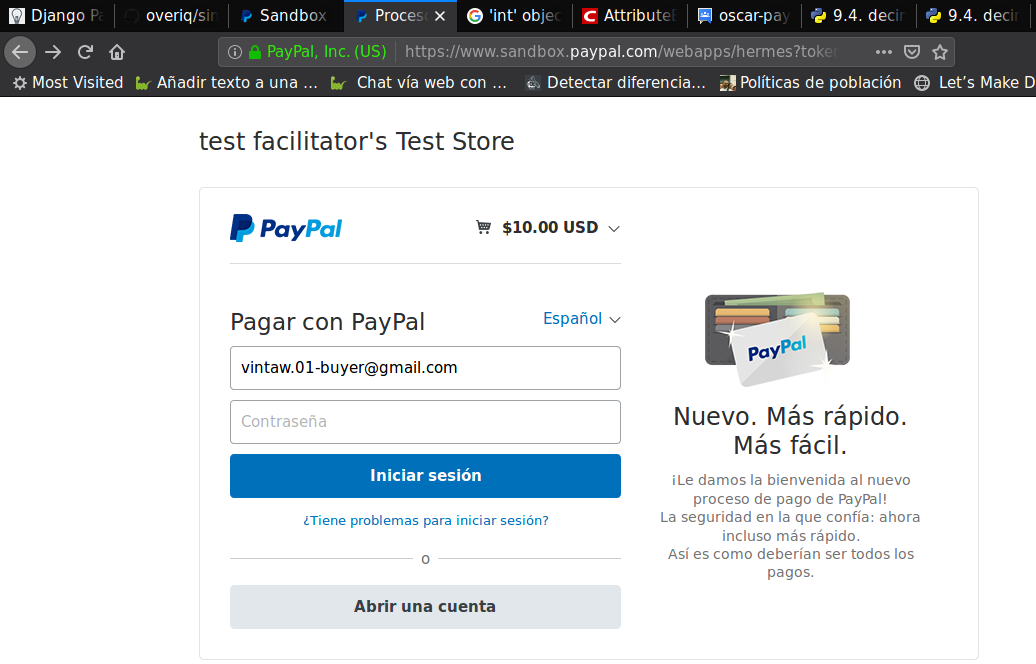 Django Pa
overiq/sim
Sandbox
Proces
'int' objec
AttributeE
oscar-pay
9.4. decim
9.4. decim
PayPal, Inc. (US)
https://www.sandbox.paypal.com/webapps/hermes?token
Most Visited
Añadir texto a una ...
Chat vía web con ...
Detectar diferencia...
Políticas de población
Let’s Make D
test facilitator's Test Store
PayPal
$10.00 USD
Pagar con PayPal
Español
vintaw.01-buyer@gmail.com
Contraseña
Iniciar sesión
¿Tiene problemas para iniciar sesión?
o
Abrir una cuenta
PayPal
Nuevo. Más rápido.
Más fácil.
¡Le damos la bienvenida al nuevo
proceso de pago de PayPal!
La seguridad en la que confía: ahora
incluso más rápido.
Así es como deberían ser todos los
pagos.